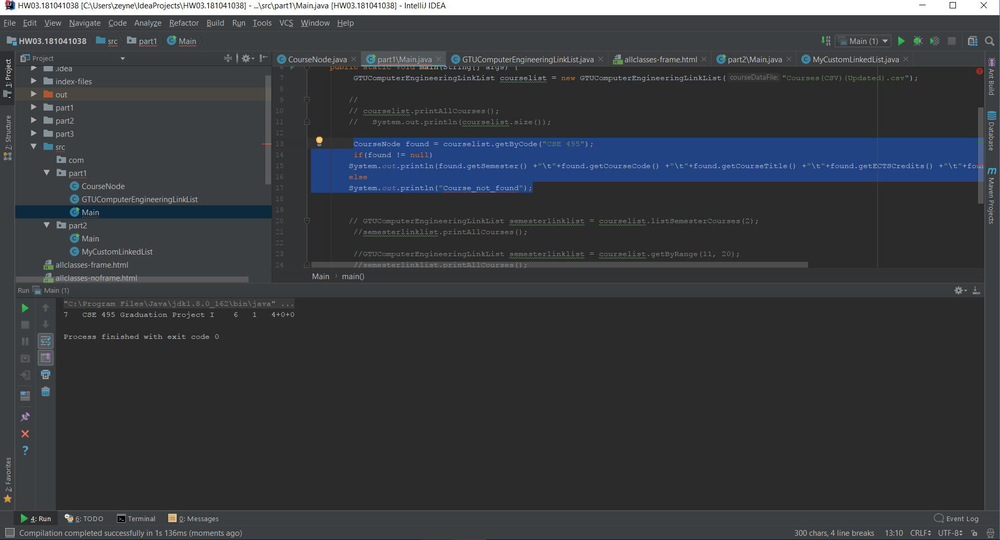 HW03.181041038 [C:\Users\zeyne\IdeaProjects\HW03.181041038] - ...\src\part1\Main.java [HW03.181041038] - IntelliJ IDEA
File Edit View Navigate Code Analyze Refactor Build Run Tools VCS Window Help
HW03.181041038 src part1 Main
Main (1)
Project
CourseNode.java part1\Main.java GTUComputerEngineeringLinkList.java allclasses-frame.html part2\Main.java MyCustomLinkedList.java
1: Project
7: Structure
2: Favorites
.idea
index-files
out
part1
part2
part3
src
com
part1
CourseNode
GTUComputerEngineeringLinkList
Main
part2
Main
MyCustomLinkedList
allclasses-frame.html
allclasses-noframe.html
6 public static void main(String[] args) {
7 GTUComputerEngineeringLinkList courselist = new GTUComputerEngineeringLinkList( courseDataFile: "Courses(CSV)(Updated).csv");
8
9 //
10 // courselist.printAllCourses();
11 // System.out.println(courselist.size());
12
13 CourseNode found = courselist.getByCode("CSE 495");
14 if(found != null)
15 System.out.println(found.getSemester() +"\t"+found.getCourseCode() +"\t"+found.getCourseTitle() +"\t"+found.getECTSCredits() +"\t"+fou
16 else
17 System.out.println("Course_not_found");
18
19
20 // GTUComputerEngineeringLinkList semesterlinklist = courselist.listSemesterCourses(2);
21 //semesterlinklist.printAllCourses();
22
23 //GTUComputerEngineeringLinkList semesterlinklist = courselist.getByRange(11, 20);
24 //semesterlinklist.printAllCourses();
Main main()
Ant Build
Database
Maven Projects
Run Main (1)
"C:\Program Files\Java\jdk1.8.0_162\bin\java" ...
7 CSE 495 Graduation Project I 6 1 4+0+0
Process finished with exit code 0
4: Run 6: TODO Terminal 0: Messages Event Log
Compilation completed successfully in 1s 136ms (moments ago) 300 chars, 4 line breaks 13:10 CRLF UTF-8